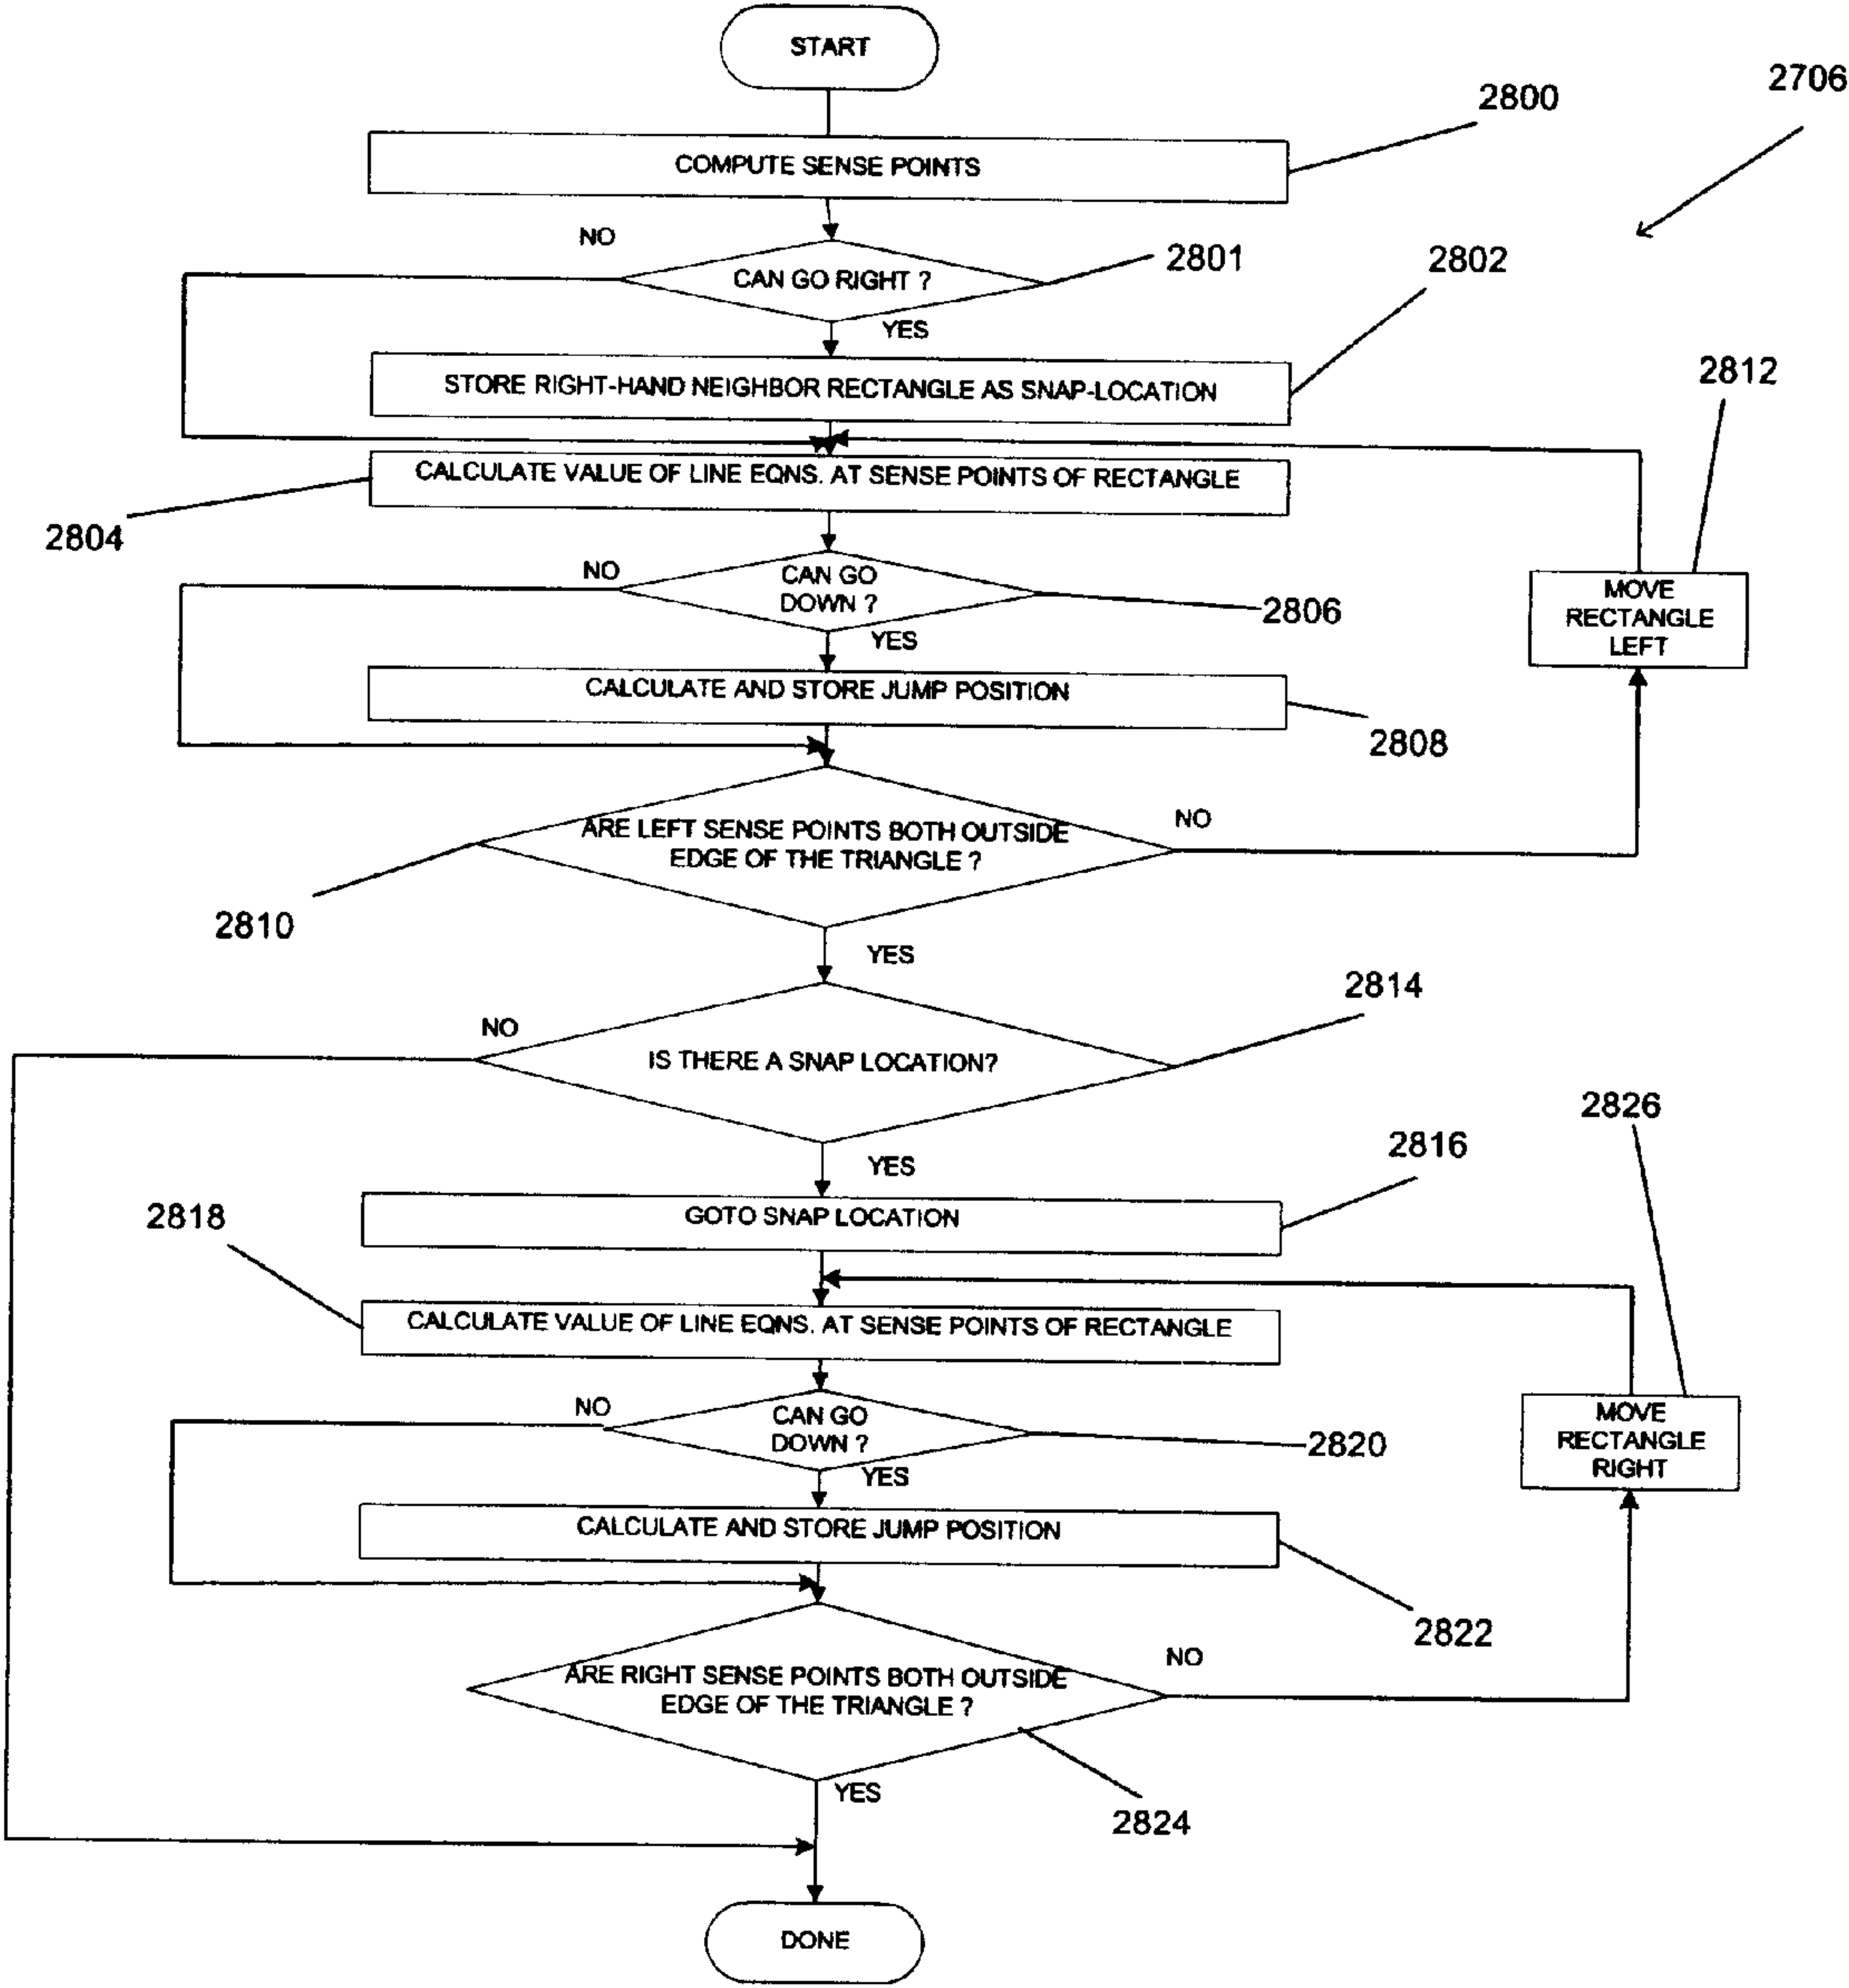 START
2706
2800
COMPUTE SENSE POINTS
NO
2801
2802
CAN GO RIGHT ?
YES
STORE RIGHT-HAND NEIGHBOR RECTANGLE AS SNAP-LOCATION
2812
CALCULATE VALUE OF LINE EQNS. AT SENSE POINTS OF RECTANGLE
2804
NO
CAN GO
DOWN ?
2806
MOVE
RECTANGLE
LEFT
YES
CALCULATE AND STORE JUMP POSITION
2808
ARE LEFT SENSE POINTS BOTH OUTSIDE
EDGE OF THE TRIANGLE ?
NO
2810
YES
2814
NO
IS THERE A SNAP LOCATION?
2826
2816
YES
2818
GOTO SNAP LOCATION
CALCULATE VALUE OF LINE EQNS. AT SENSE POINTS OF RECTANGLE
NO
CAN GO
DOWN ?
2820
MOVE
RECTANGLE
RIGHT
YES
CALCULATE AND STORE JUMP POSITION
2822
NO
ARE RIGHT SENSE POINTS BOTH OUTSIDE
EDGE OF THE TRIANGLE ?
YES
2824
DONE